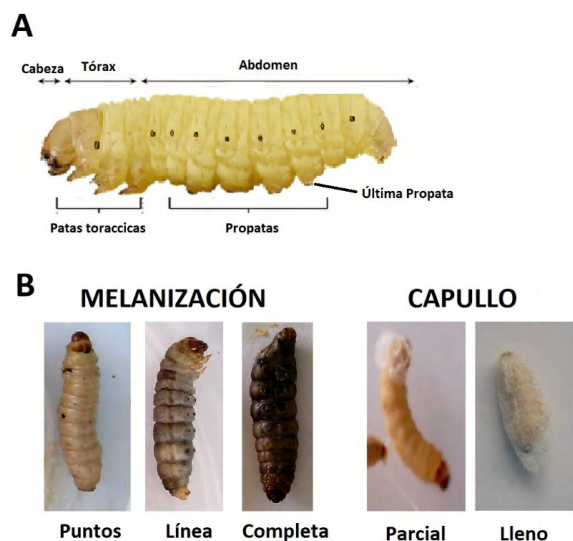 A
Cabeza Tórax Abdomen
Última Propata
Patas toraccicas Propatas
B
MELANIZACIÓN CAPULLO
Puntos Línea Completa Parcial Lleno